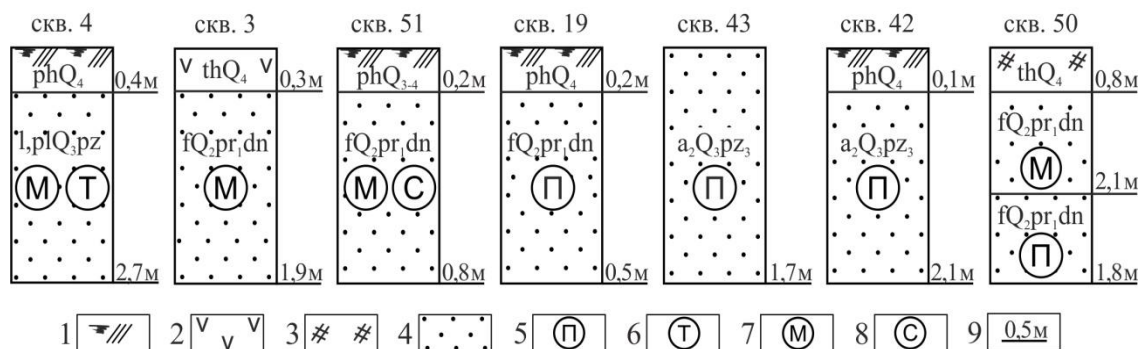 скв. 4 скв. 3 скв. 51 скв. 19 скв. 43 скв. 42 скв. 50
phQ₄ 0,4м v thQ₄ v 0,3м phQ₃₋₄ 0,2м phQ₄ 0,2м phQ₄ 0,1м thQ₄ 0,8м
l,plQ₃pz fQ₂pr₁dn fQ₂pr₁dn fQ₂pr₁dn a₂Q₃pz₃ a₂Q₃pz₃ fQ₂pr₁dn
М Т М М С П П П М 2,1м
fQ₂pr₁dn
П
2,7м 1,9м 0,8м 0,5м 1,7м 2,1м 1,8м
1 2 v v v 3 4 5 П 6 Т 7 М 8 С 9 0,5м